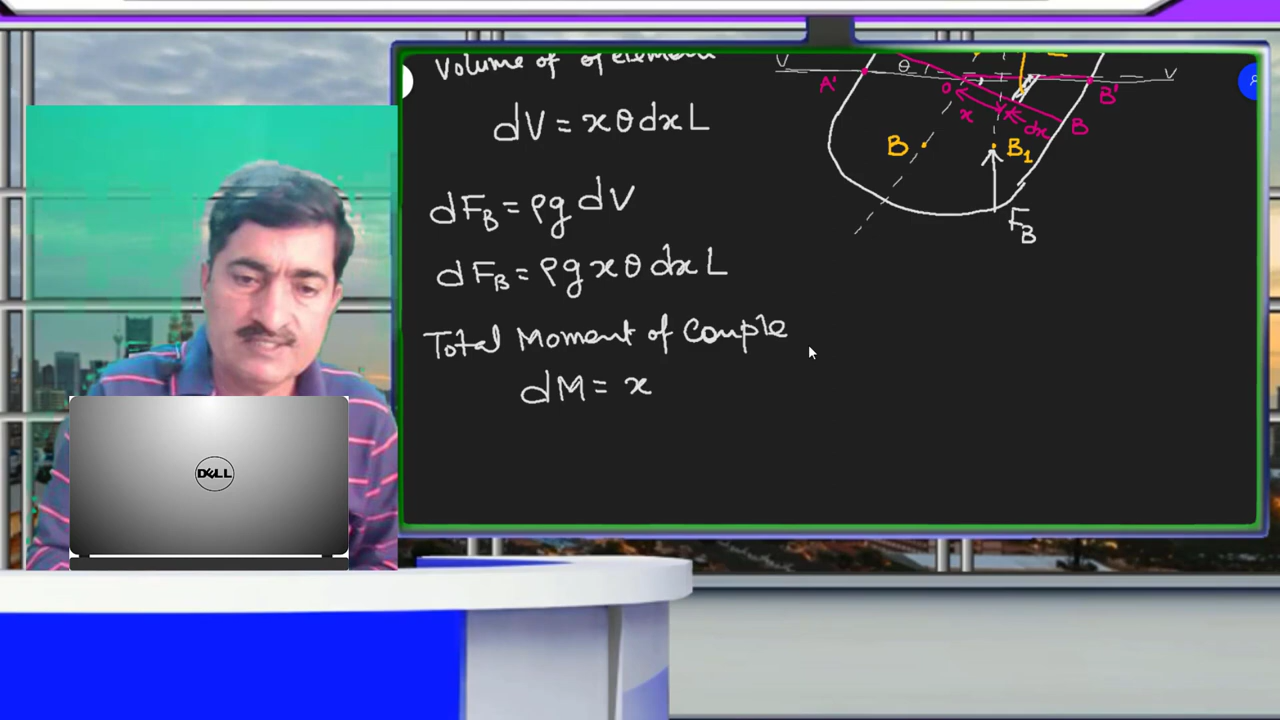 Volume of of element
dV = xθdxL
dF_B = ρg dV
dF_B = ρg x θ dx L
Total Moment of Couple
dM = x
V
V
θ
A'
O
B'
x
dx
B
B
B₁
F_B
DELL